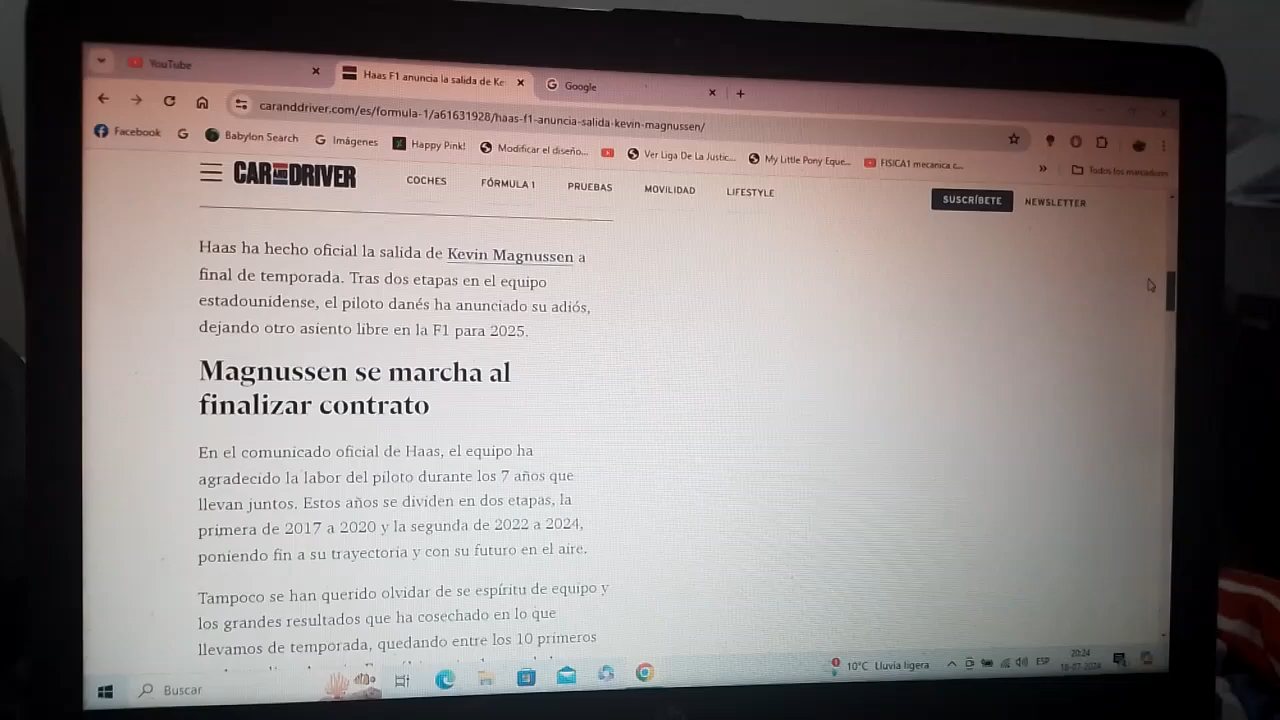 YouTube
Haas F1 anuncia la salida de Ke
Google
caranddriver.com/es/formula-1/a61631928/haas-f1-anuncia-salida-kevin-magnussen/
Facebook
Babylon Search
Imágenes
Happy Pink!
Modificar el diseño...
Ver Liga De La Justic...
My Little Pony Eque...
FISICA1 mecanica c...
Todos los marcadores
CAR AND DRIVER
COCHES
FÓRMULA 1
PRUEBAS
MOVILIDAD
LIFESTYLE
SUSCRÍBETE
NEWSLETTER
Haas ha hecho oficial la salida de Kevin Magnussen a
final de temporada. Tras dos etapas en el equipo
estadounidense, el piloto danés ha anunciado su adiós,
dejando otro asiento libre en la F1 para 2025.
Magnussen se marcha al
finalizar contrato
En el comunicado oficial de Haas, el equipo ha
agradecido la labor del piloto durante los 7 años que
llevan juntos. Estos años se dividen en dos etapas, la
primera de 2017 a 2020 y la segunda de 2022 a 2024,
poniendo fin a su trayectoria y con su futuro en el aire.
Tampoco se han querido olvidar de se espíritu de equipo y
los grandes resultados que ha cosechado en lo que
llevamos de temporada, quedando entre los 10 primeros
Buscar
10°C Lluvia ligera
ESP
20:24
18-07-2024